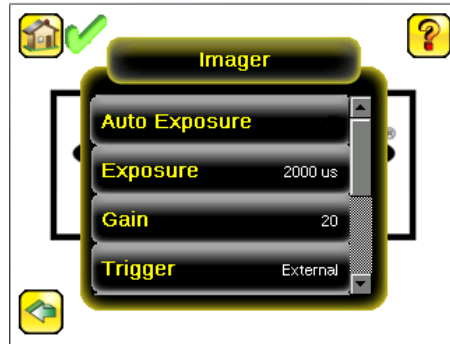 Imager
?
Auto Exposure
®
Exposure 2000 us
Gain 20
Trigger External